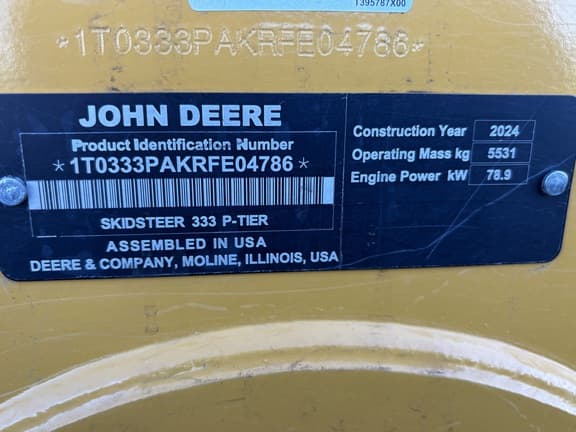 T395787X00
*1T0333PAKRFE04786*
JOHN DEERE
Product Identification Number
*1T0333PAKRFE04786*
SKIDSTEER 333 P-TIER
ASSEMBLED IN USA
DEERE & COMPANY, MOLINE, ILLINOIS, USA
Construction Year 2024
Operating Mass kg 5531
Engine Power kW 78.9